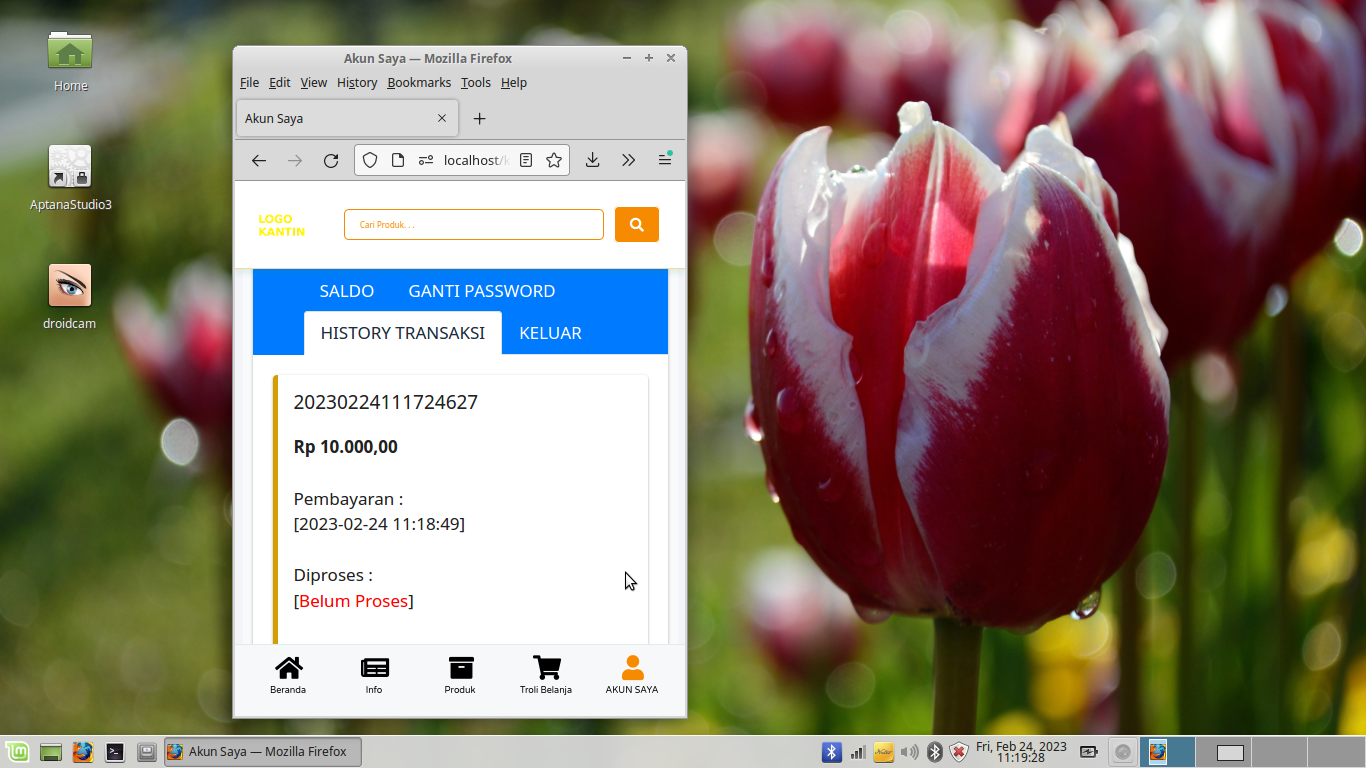 Home
AptanaStudio3
droidcam
Akun Saya — Mozilla Firefox
File Edit View History Bookmarks Tools Help
Akun Saya
localhost/
LOGO
KANTIN
Cari Produk. . .
SALDO GANTI PASSWORD
HISTORY TRANSAKSI KELUAR
20230224111724627
Rp 10.000,00
Pembayaran :
[2023-02-24 11:18:49]
Diproses :
[Belum Proses]
Beranda Info Produk Troli Belanja AKUN SAYA
Akun Saya — Mozilla Firefox
Fri, Feb 24, 2023
11:19:28